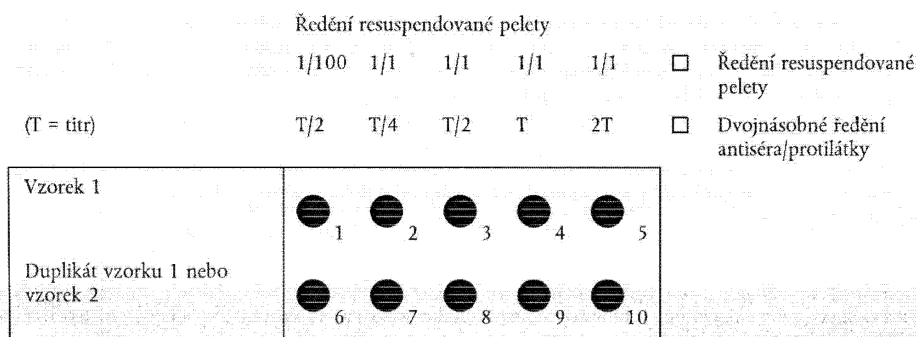 Ředění resuspendované pelety
1/100 1/1 1/1 1/1 1/1 □ Ředění resuspendované
pelety
(T = titr) T/2 T/4 T/2 T 2T □ Dvojnásobné ředění
antiséra/protilátky
Vzorek 1
1 2 3 4 5
Duplikát vzorku 1 nebo
vzorek 2
6 7 8 9 10